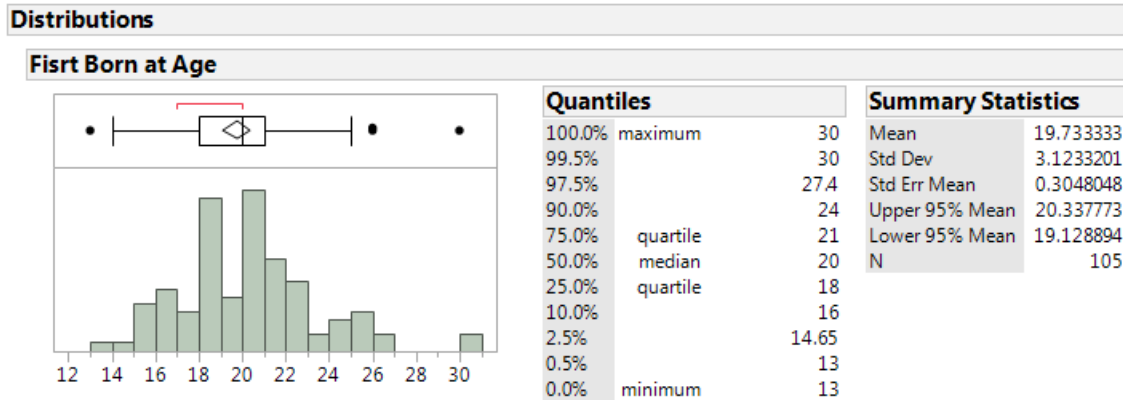 Distributions
Fisrt Born at Age
12 14 16 18 20 22 24 26 28 30
Quantiles
100.0% maximum 30
99.5% 30
97.5% 27.4
90.0% 24
75.0% quartile 21
50.0% median 20
25.0% quartile 18
10.0% 16
2.5% 14.65
0.5% 13
0.0% minimum 13
Summary Statistics
Mean 19.733333
Std Dev 3.1233201
Std Err Mean 0.3048048
Upper 95% Mean 20.337773
Lower 95% Mean 19.128894
N 105